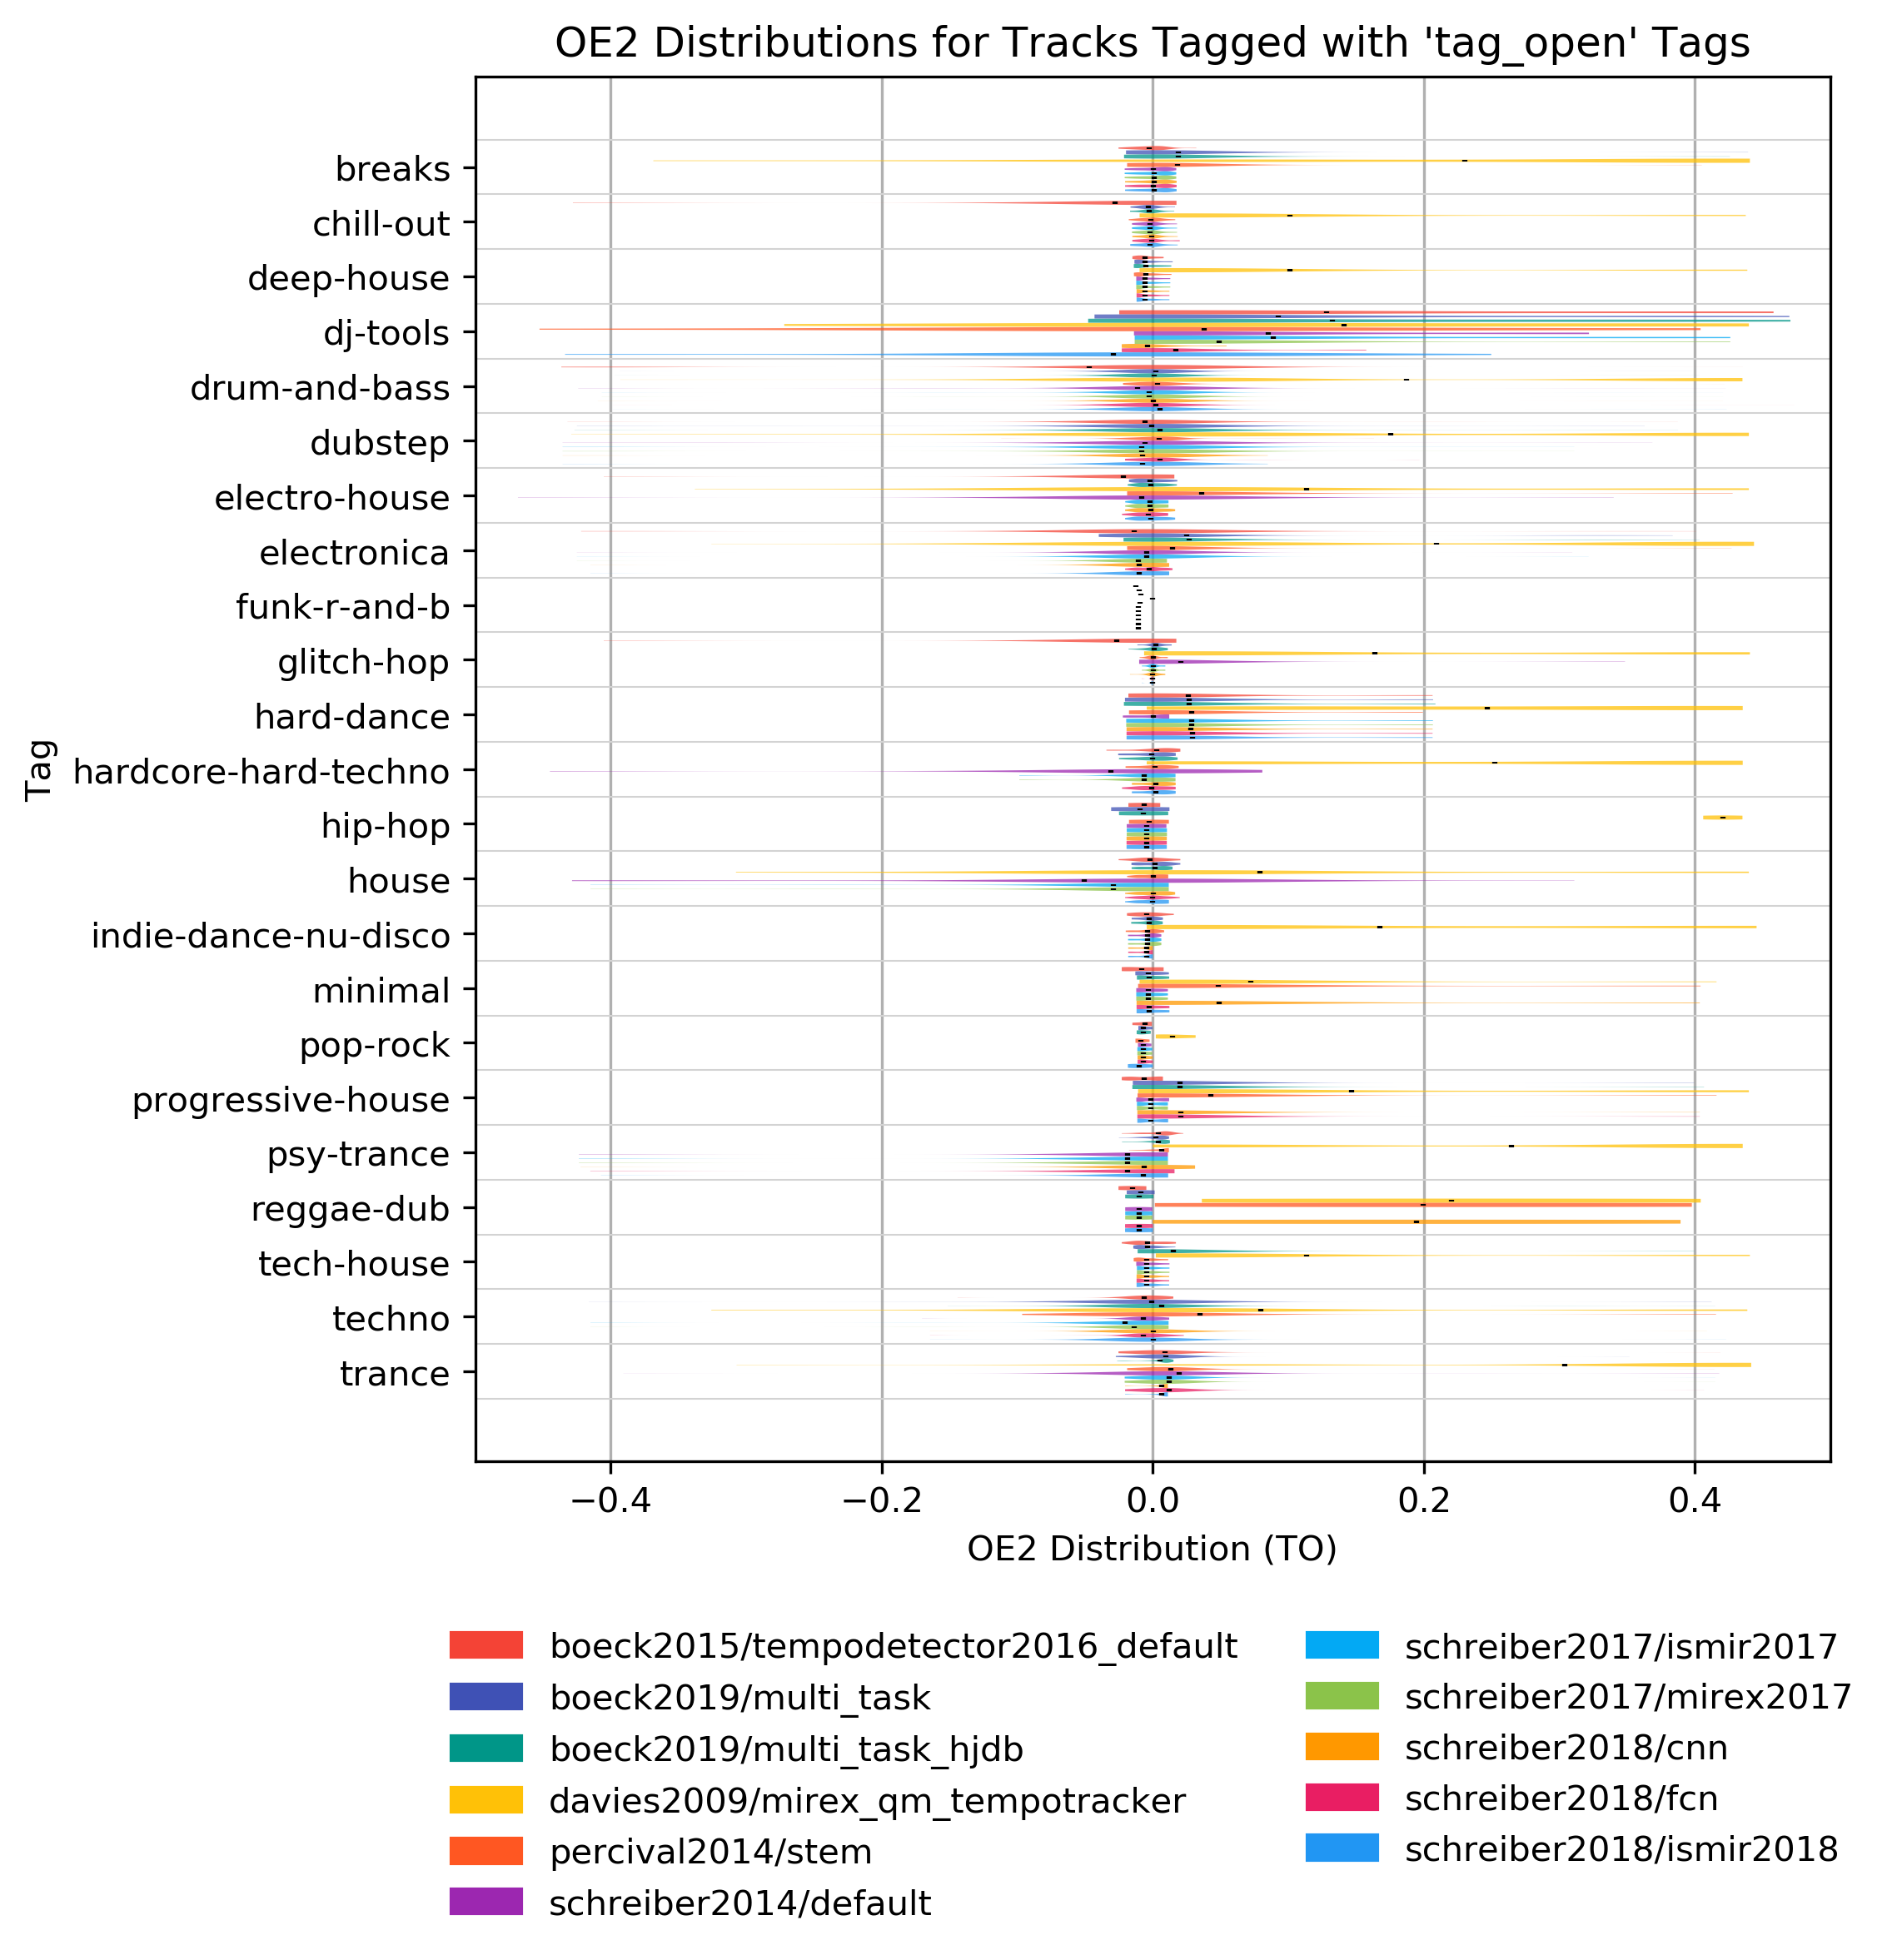 OE2 Distributions for Tracks Tagged with 'tag_open' Tags
breaks
chill-out
deep-house
dj-tools
drum-and-bass
dubstep
electro-house
electronica
funk-r-and-b
glitch-hop
hard-dance
hardcore-hard-techno
hip-hop
house
indie-dance-nu-disco
minimal
pop-rock
progressive-house
psy-trance
reggae-dub
tech-house
techno
trance
Tag
−0.4
−0.2
0.0
0.2
0.4
OE2 Distribution (TO)
boeck2015/tempodetector2016_default
boeck2019/multi_task
boeck2019/multi_task_hjdb
davies2009/mirex_qm_tempotracker
percival2014/stem
schreiber2014/default
schreiber2017/ismir2017
schreiber2017/mirex2017
schreiber2018/cnn
schreiber2018/fcn
schreiber2018/ismir2018